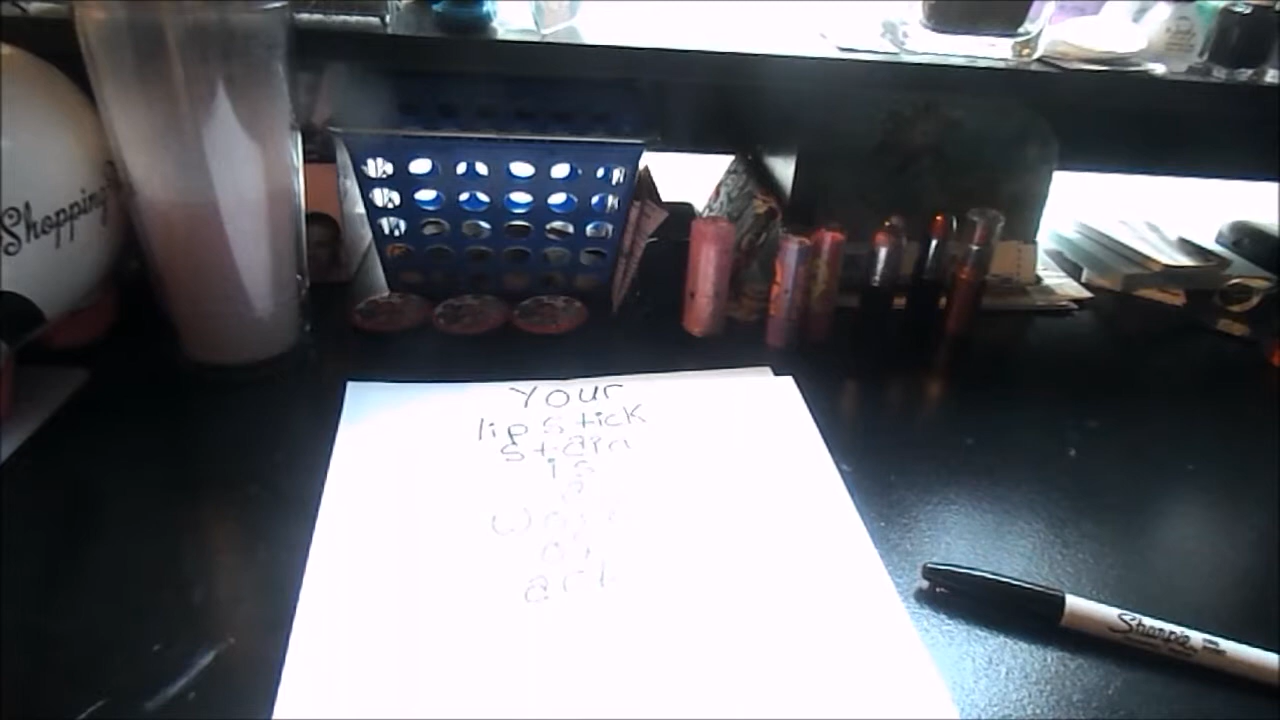 Shopping
Your
lipstick
stain
is
a
work
of
art
Sharpie